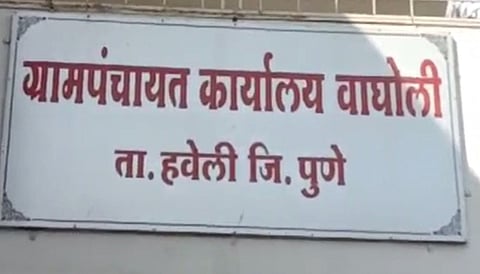 ग्रामपंचायत कार्यालय वाघोली
ता. हवेली जि. पुणे